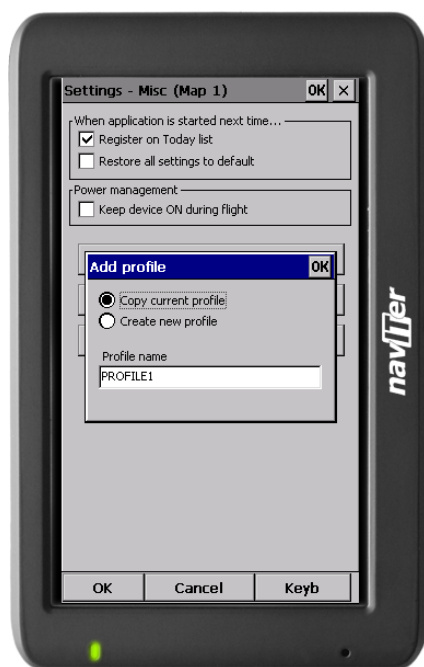 Settings - Misc (Map 1) OK ×
When application is started next time...
Register on Today list
Restore all settings to default
Power management
Keep device ON during flight
Add profile OK
Copy current profile
Create new profile
Profile name
PROFILE1
OK Cancel Keyb
naviter